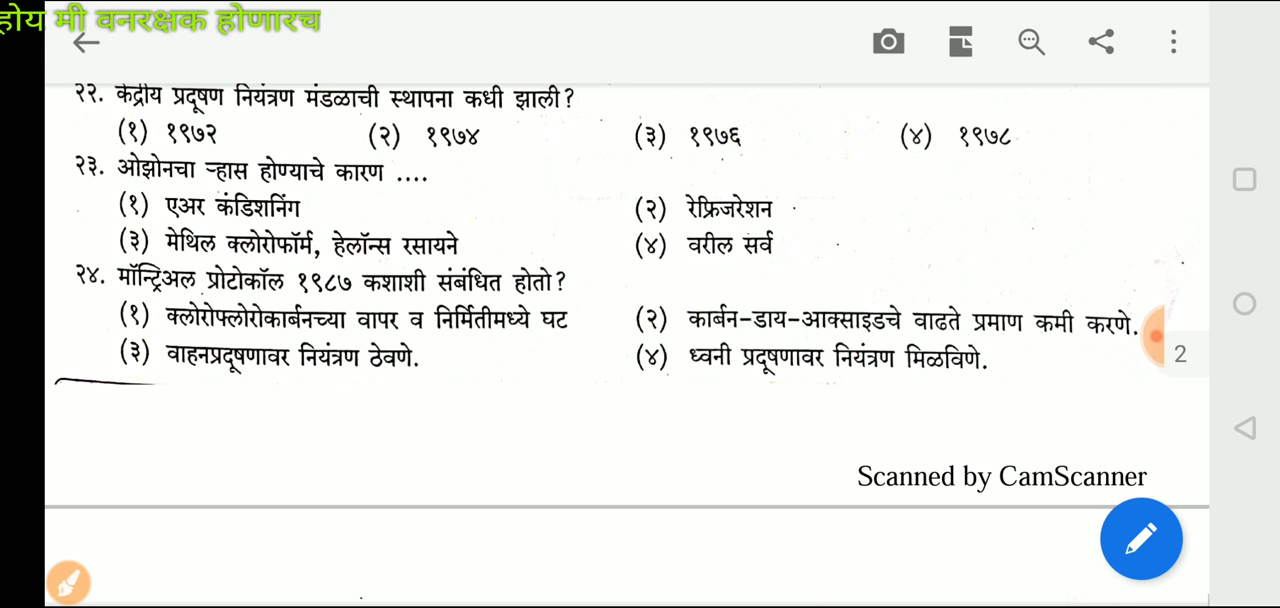 होय मी वनरक्षक होणारच
२२. केंद्रीय प्रदूषण नियंत्रण मंडळाची स्थापना कधी झाली?
(१) १९७२ (२) १९७४ (३) १९७६ (४) १९७८
२३. ओझोनचा ऱ्हास होण्याचे कारण ....
(१) एअर कंडिशनिंग (२) रेफ्रिजरेशन
(३) मेथिल क्लोरोफॉर्म, हेलॉन्स रसायने (४) वरील सर्व
२४. मॉन्ट्रिअल प्रोटोकॉल १९८७ कशाशी संबंधित होतो?
(१) क्लोरोफ्लोरोकार्बनच्या वापर व निर्मितीमध्ये घट (२) कार्बन-डाय-आक्साइडचे वाढते प्रमाण कमी करणे.
(३) वाहनप्रदूषणावर नियंत्रण ठेवणे. (४) ध्वनी प्रदूषणावर नियंत्रण मिळविणे.
2
Scanned by CamScanner